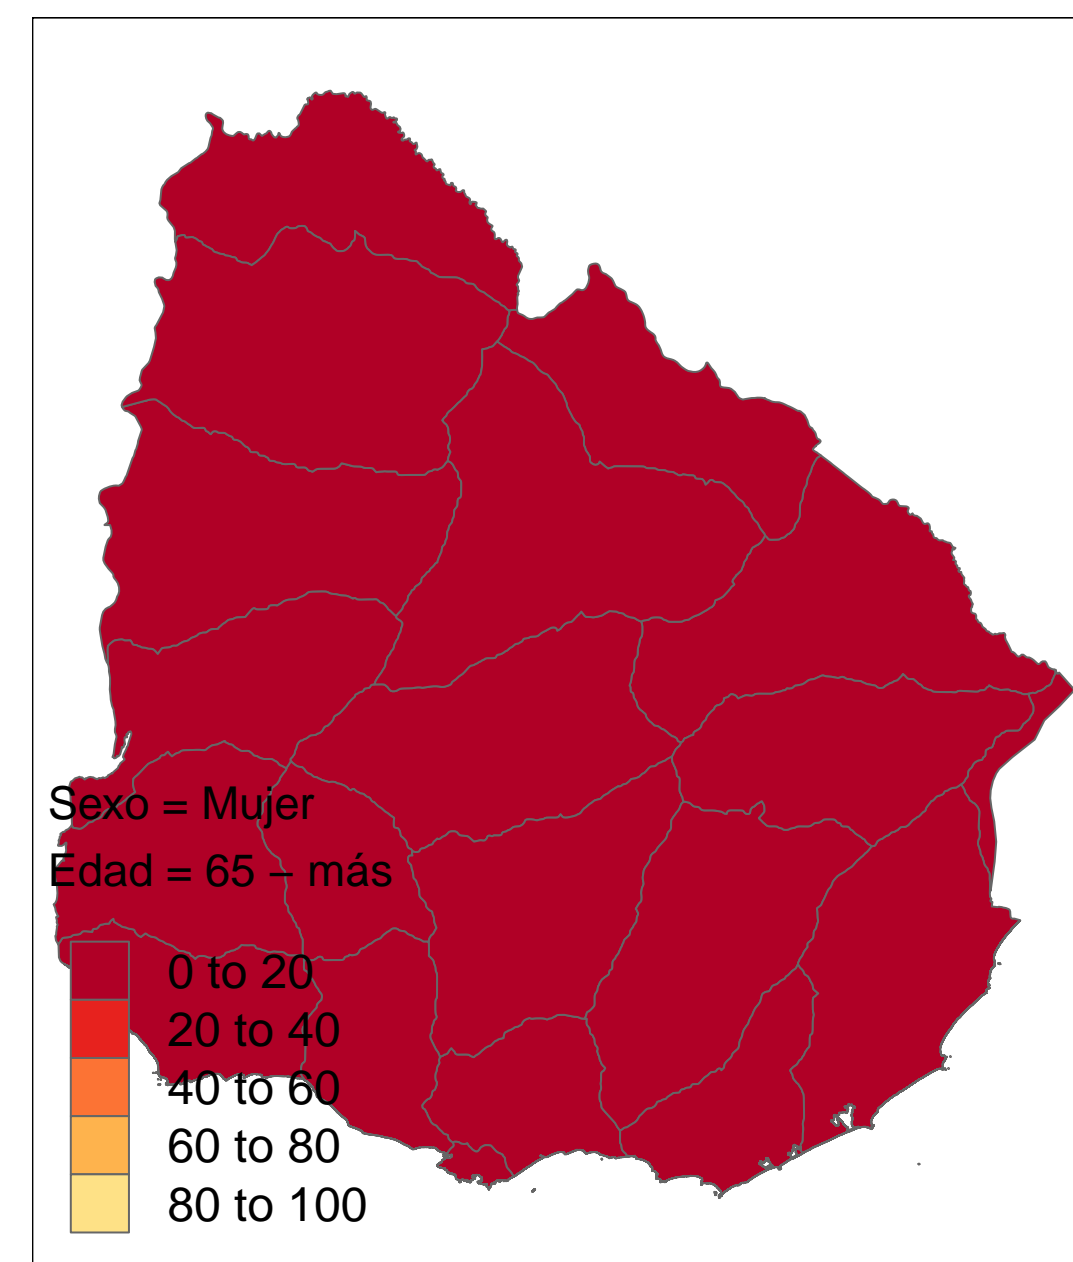 Sexo = Mujer
Edad = 65 – más
0 to 20
20 to 40
40 to 60
60 to 80
80 to 100